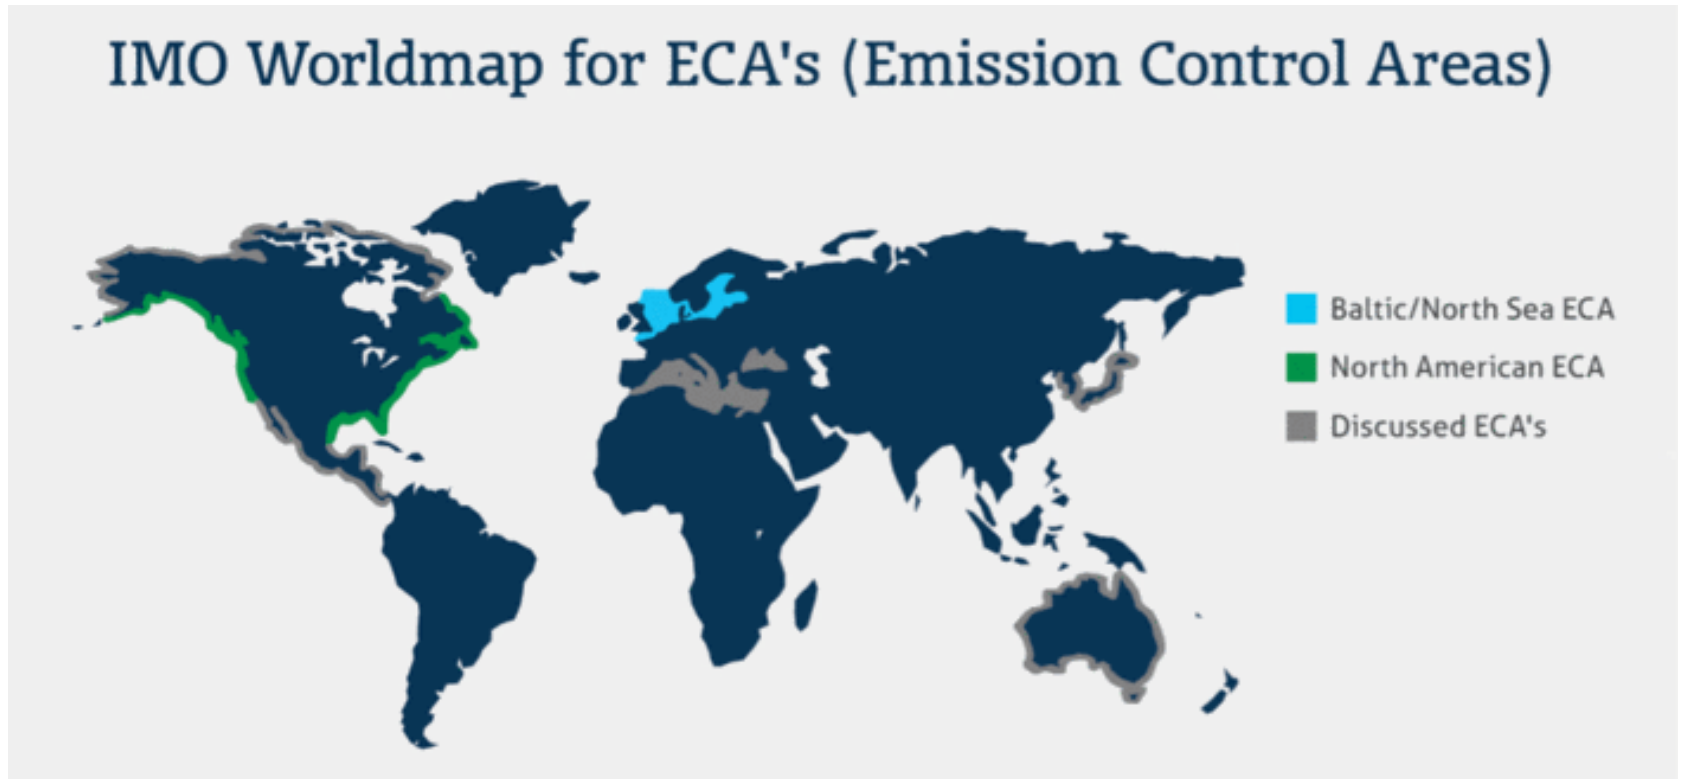 IMO Worldmap for ECA's (Emission Control Areas)
Baltic/North Sea ECA
North American ECA
Discussed ECA's